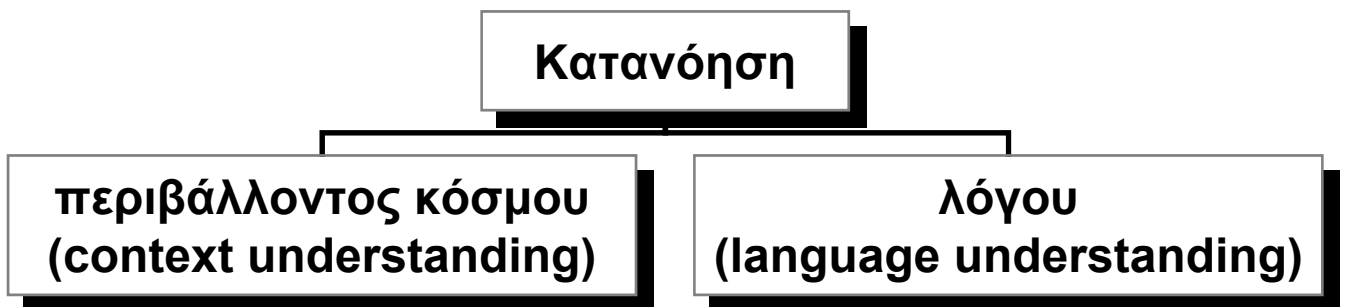 Κατανόηση
περιβάλλοντος κόσμου
(context understanding)
λόγου
(language understanding)